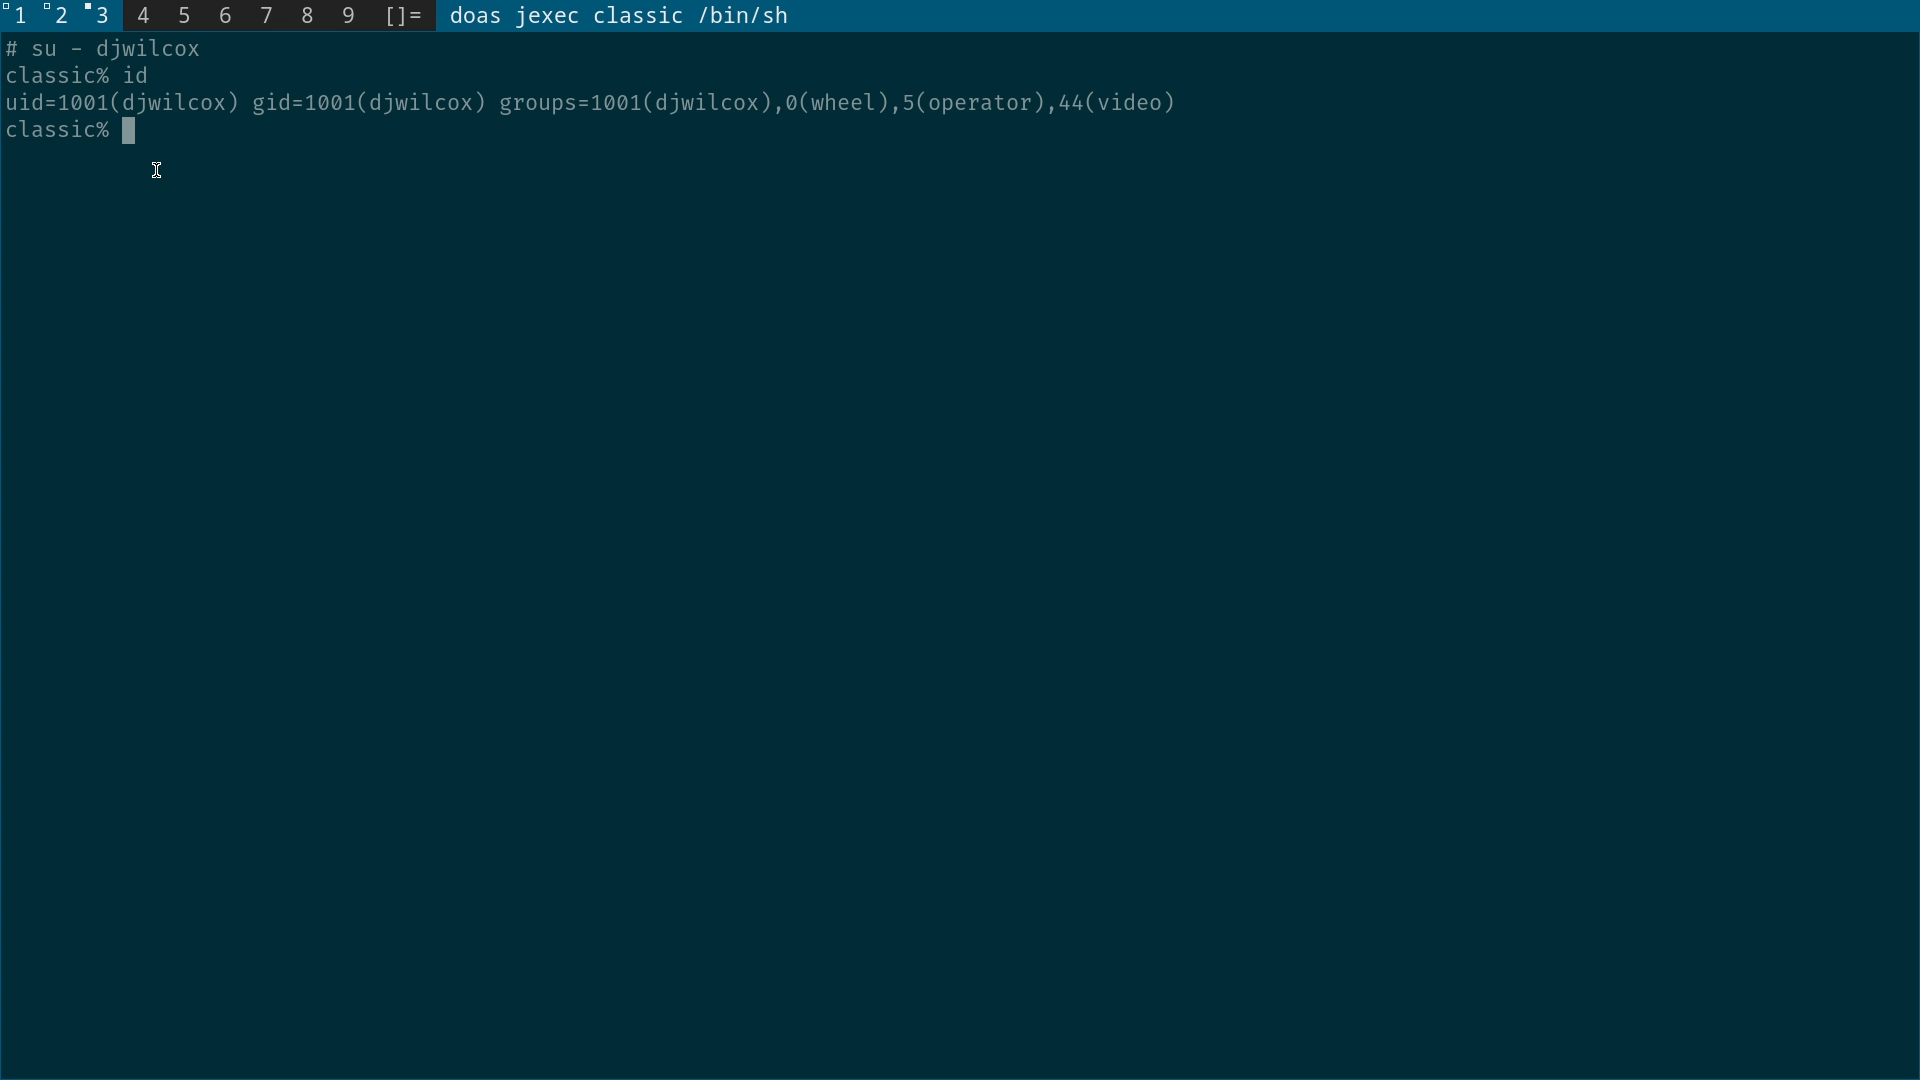 1 2 3 4 5 6 7 8 9 []= doas jexec classic /bin/sh
# su - djwilcox
classic% id
uid=1001(djwilcox) gid=1001(djwilcox) groups=1001(djwilcox),0(wheel),5(operator),44(video)
classic%